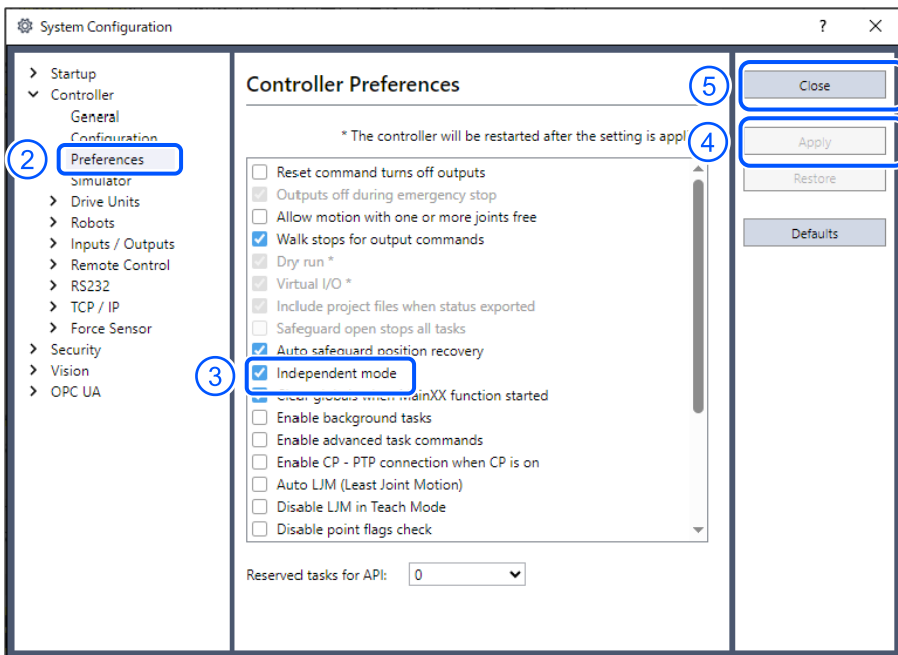 System Configuration
?
Startup
Controller
General
Configuration
2
Preferences
Simulator
Drive Units
Robots
Inputs / Outputs
Remote Control
RS232
TCP / IP
Force Sensor
Security
Vision
OPC UA
Controller Preferences
* The controller will be restarted after the setting is appl
Reset command turns off outputs
Outputs off during emergency stop
Allow motion with one or more joints free
Walk stops for output commands
Dry run *
Virtual I/O *
Include project files when status exported
Safeguard open stops all tasks
Auto safeguard position recovery
3
Independent mode
Clear globals when MainXX function started
Enable background tasks
Enable advanced task commands
Enable CP - PTP connection when CP is on
Auto LJM (Least Joint Motion)
Disable LJM in Teach Mode
Disable point flags check
Reserved tasks for API: 0
5
Close
4
Apply
Restore
Defaults